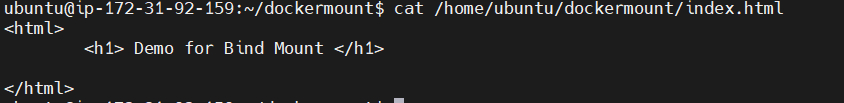 ubuntu@ip-172-31-92-159:~/dockermount$ cat /home/ubuntu/dockermount/index.html
<html>
        <h1> Demo for Bind Mount </h1>

</html>